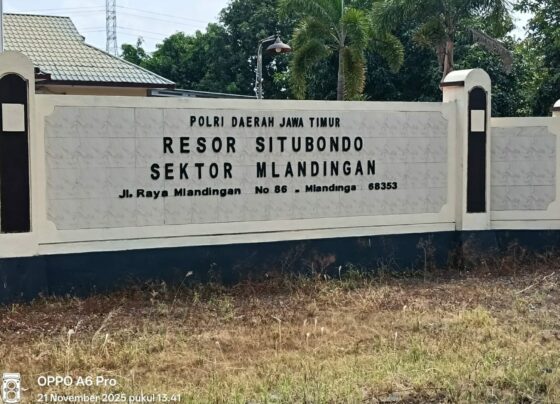 POLRI DAERAH JAWA TIMUR
RESOR SITUBONDO
SEKTOR MLANDINGAN
Jl. Raya Mlandingan No 86 - Mlandinga 68353
OPPO A6 Pro
21 November 2025 pukul 13.41